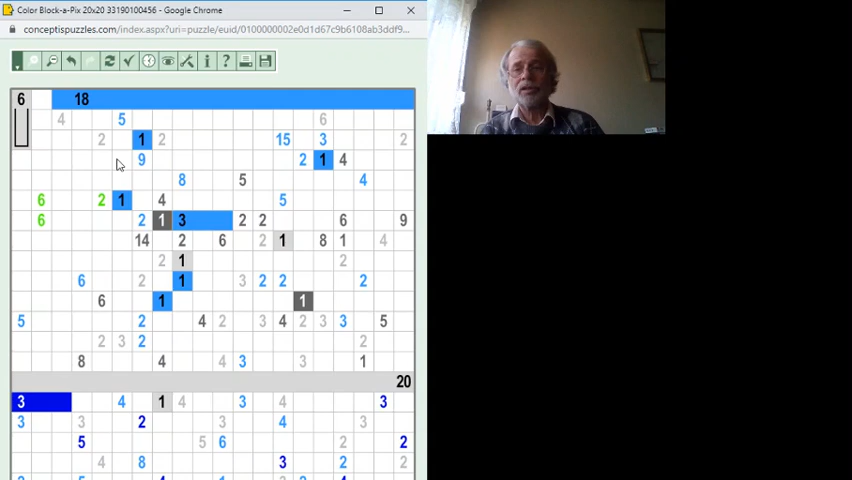 Color Block-a-Pix 20x20 33190100456 - Google Chrome
conceptispuzzles.com/index.aspx?uri=puzzle/euid/0100000002e0d1d67c9b6108ab3ddf9...
6 18
4 5 6
2 1 2 15 3 2
9 2 1 4
8 5 4
6 2 1 4 5
6 2 1 3 2 2 6 9
14 2 6 2 1 8 1 4
2 1 2
6 2 1 3 2 2 2
6 1 1
5 2 4 2 3 4 2 3 3 5
2 3 2 2
8 4 4 3 3 1
20
3 4 1 4 3 4 3
3 3 2 3 4 3
5 5 6 2 2
4 8 3 2 2